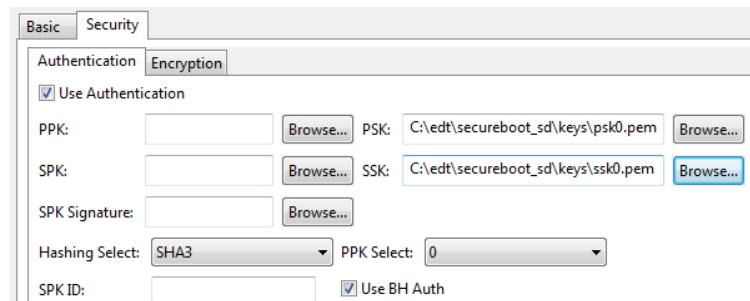 Basic Security
Authentication Encryption
Use Authentication
PPK: Browse... PSK: C:\edt\secureboot_sd\keys\psk0.pem Browse...
SPK: Browse... SSK: C:\edt\secureboot_sd\keys\ssk0.pem Browse...
SPK Signature: Browse...
Hashing Select: SHA3 PPK Select: 0
SPK ID: Use BH Auth